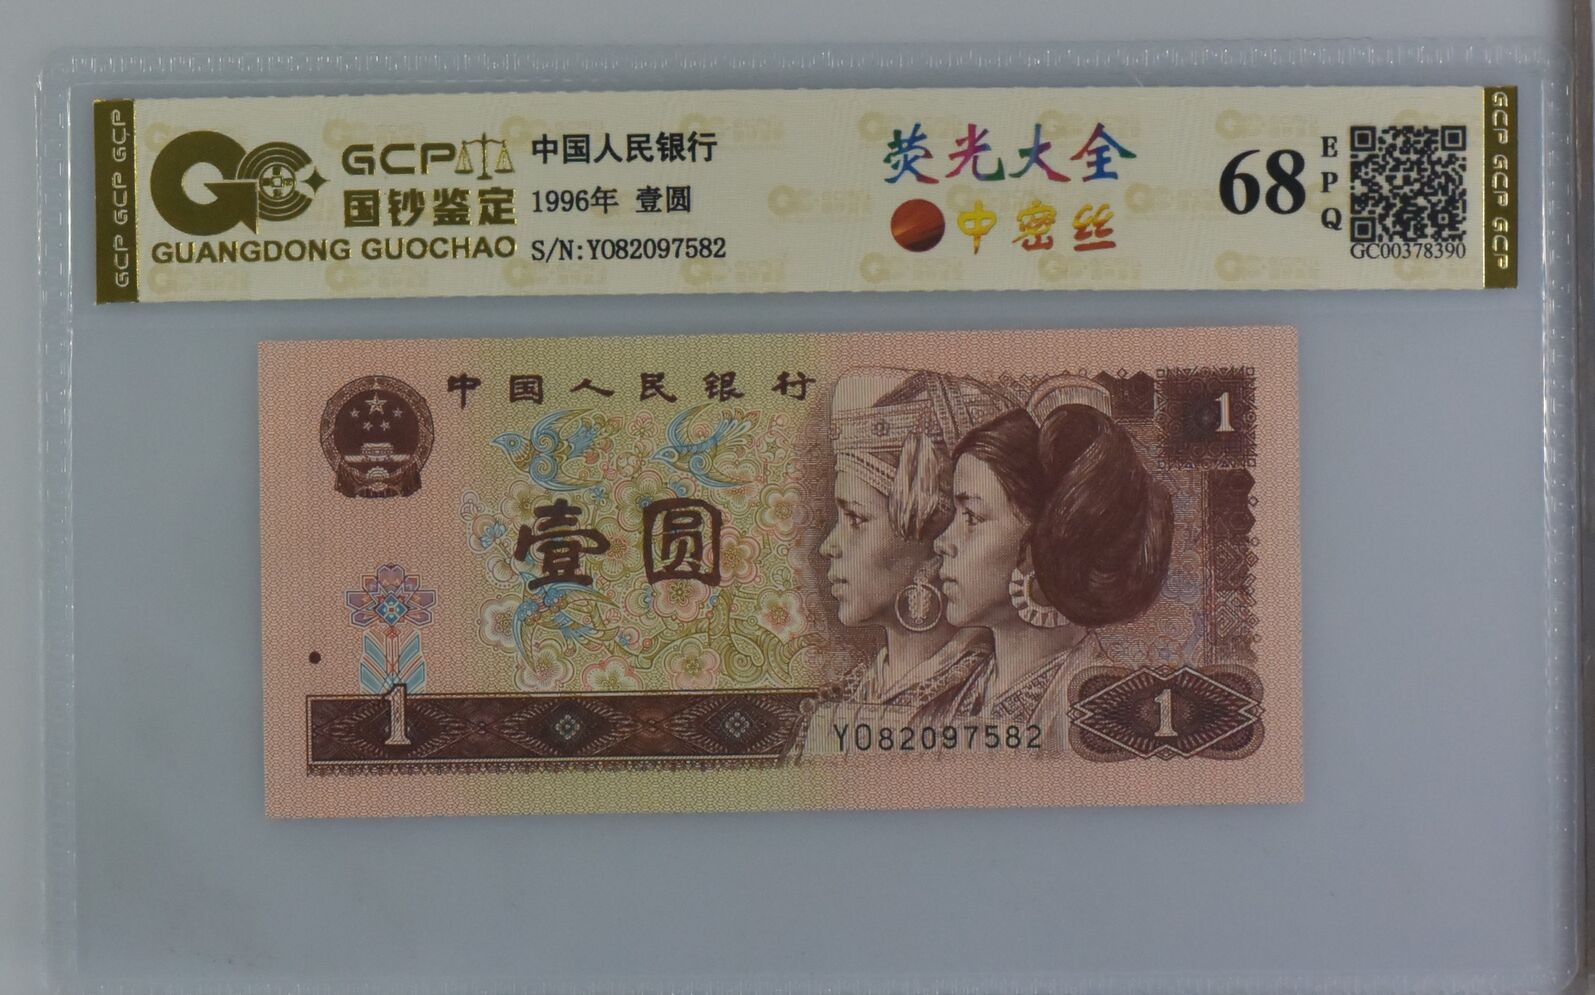 GCP GCP GCP
GCP
国钞鉴定
GUANGDONG GUOCHAO
中国人民银行
1996年 壹圆
S/N:Y082097582
荧光大全
中密丝
68
EPQ
GC00378390
GCP GCP GCP
中国人民银行
1
壹圆
1
Y082097582
1